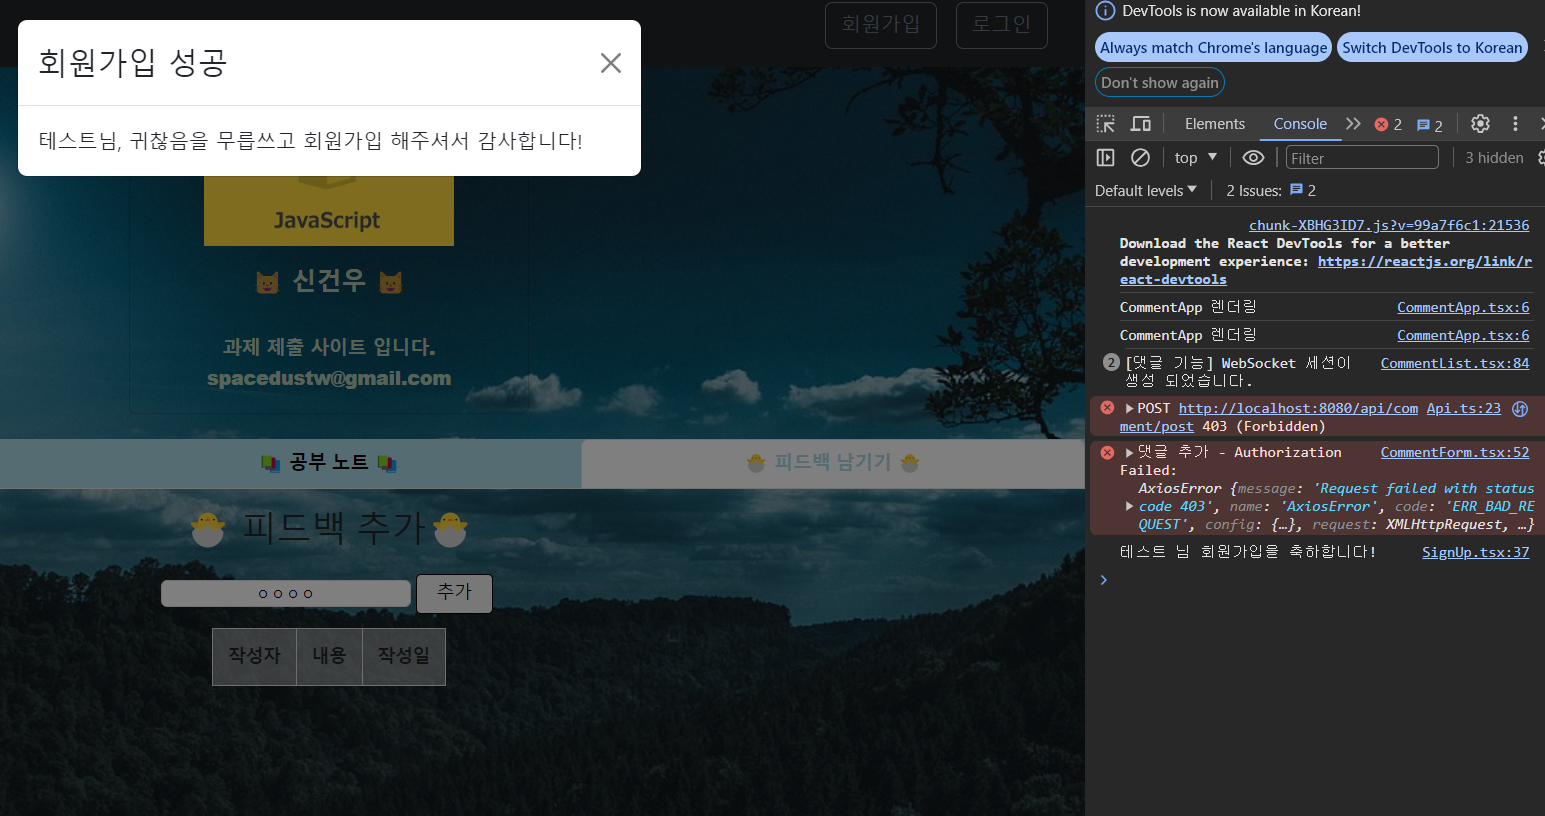 회원가입
로그인
회원가입 성공
테스트님, 귀찮음을 무릅쓰고 회원가입 해주셔서 감사합니다!
JavaScript
신건우
과제 제출 사이트 입니다.
spacedustw@gmail.com
공부 노트
피드백 남기기
피드백 추가
ㅇㅇㅇㅇ
추가
작성자 내용 작성일
DevTools is now available in Korean!
Always match Chrome's language
Switch DevTools to Korean
Don't show again
Elements Console 2 2
top Filter 3 hidden
Default levels 2 Issues: 2
chunk-XBHG3ID7.js?v=99a7f6c1:21536
Download the React DevTools for a better
development experience: https://reactjs.org/link/r
eact-devtools
CommentApp 렌더링 CommentApp.tsx:6
CommentApp 렌더링 CommentApp.tsx:6
2 [댓글 기능] WebSocket 세션이 CommentList.tsx:84
생성 되었습니다.
POST http://localhost:8080/api/com Api.ts:23
ment/post 403 (Forbidden)
댓글 추가 - Authorization CommentForm.tsx:52
Failed:
AxiosError {message: 'Request failed with status
code 403', name: 'AxiosError', code: 'ERR_BAD_RE
QUEST', config: {…}, request: XMLHttpRequest, …}
테스트 님 회원가입을 축하합니다! SignUp.tsx:37